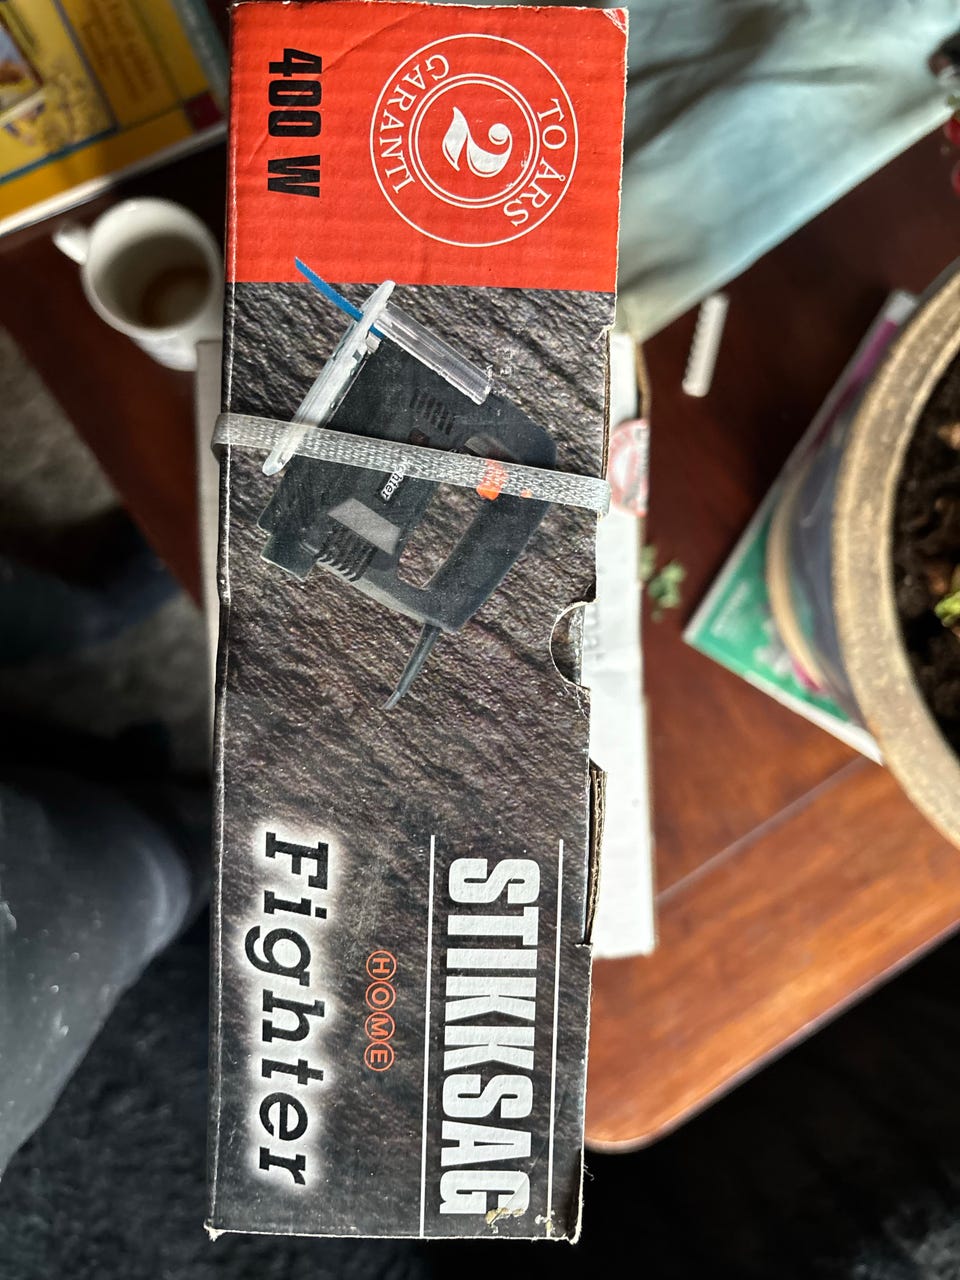 400 W
TO ÅRS
2
GARANTI
STIKKSAG
HOME
Fighter